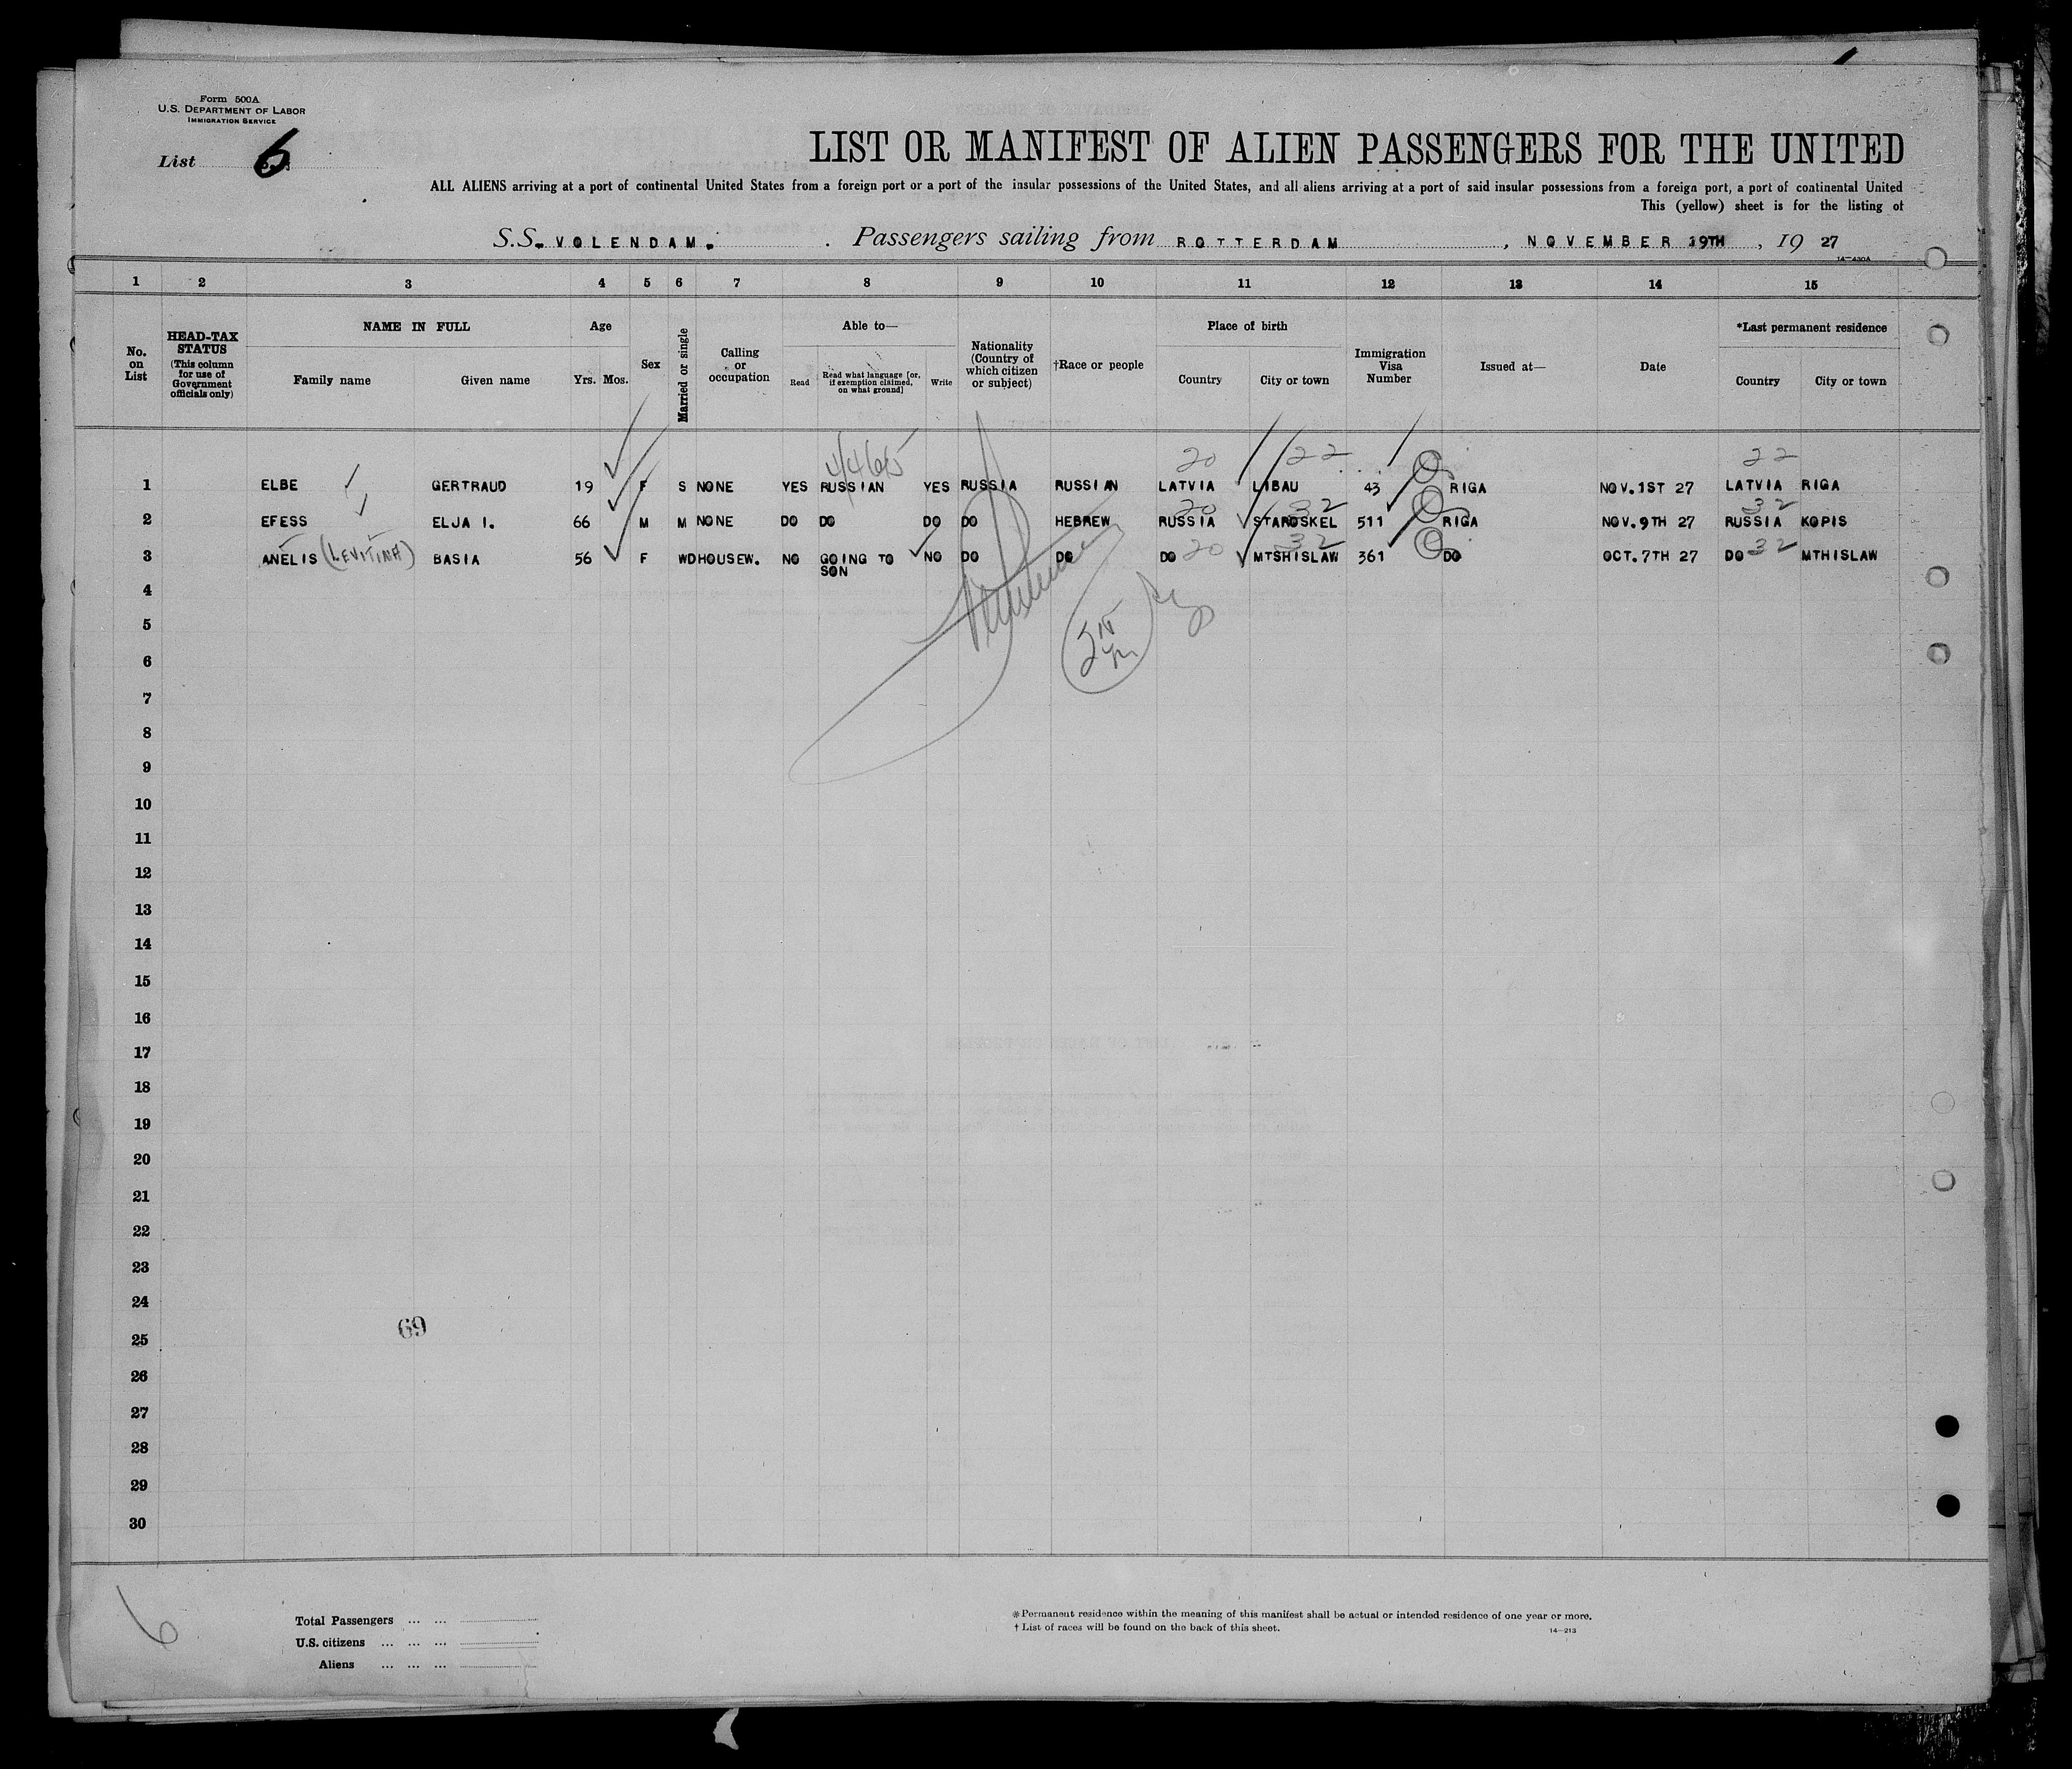 Form 500A
U.S. DEPARTMENT OF LABOR
IMMIGRATION SERVICE
List 6
LIST OR MANIFEST OF ALIEN PASSENGERS FOR THE UNITED
ALL ALIENS arriving at a port of continental United States from a foreign port or a port of the insular possessions of the United States, and all aliens arriving at a port of said insular possessions from a foreign port, a port of continental United
This (yellow) sheet is for the listing of
S.S. VOLENDAM. Passengers sailing from ROTTERDAM, NOVEMBER 19TH, 19 27
14-430A
1 2 3 4 5 6 7 8 9 10 11 12 13 14 15
No. on List
HEAD-TAX STATUS (This column for use of Government officials only)
NAME IN FULL
Family name Given name
Age
Yrs. Mos.
Sex
Married or single
Calling or occupation
Able to—
Read
Read what language [or, if exemption claimed, on what ground]
Write
Nationality (Country of which citizen or subject)
†Race or people
Place of birth
Country City or town
Immigration Visa Number
Issued at—
Date
*Last permanent residence
Country City or town
20 22 22
1 ELBE GERTRAUD 19 F S NONE YES RUSSIAN YES RUSSIA RUSSIAN LATVIA LIBAU 43 RIGA NOV.1ST 27 LATVIA RIGA
20 32 32
2 EFESS ELJA I. 66 M M NONE DO DO DO DO HEBREW RUSSIA STAROSKEL 511 RIGA NOV.9TH 27 RUSSIA KOPIS
32
3 ANELIS (LEVITINA) BASIA 56 F WD HOUSEW. NO GOING TO SON NO DO DO DO 20 MTSHISLAW 361 DO OCT.7TH 27 DO 32 MTHISLAW
4
5
6
7
8
9
10
11
12
13
14
15
16
17
18
19
20
21
22
23
24
69
25
26
27
28
29
30
6
Total Passengers ... ...
U.S. citizens ... ... ...
Aliens ... ... ...
*Permanent residence within the meaning of this manifest shall be actual or intended residence of one year or more.
†List of races will be found on the back of this sheet.
14-213